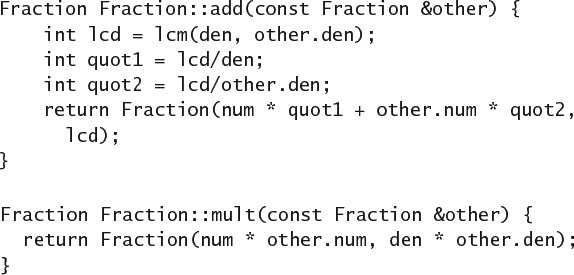 Fraction Fraction::add(const Fraction &other) {
    int lcd = lcm(den, other.den);
    int quot1 = lcd/den;
    int quot2 = lcd/other.den;
    return Fraction(num * quot1 + other.num * quot2,
      lcd);
}

Fraction Fraction::mult(const Fraction &other) {
  return Fraction(num * other.num, den * other.den);
}